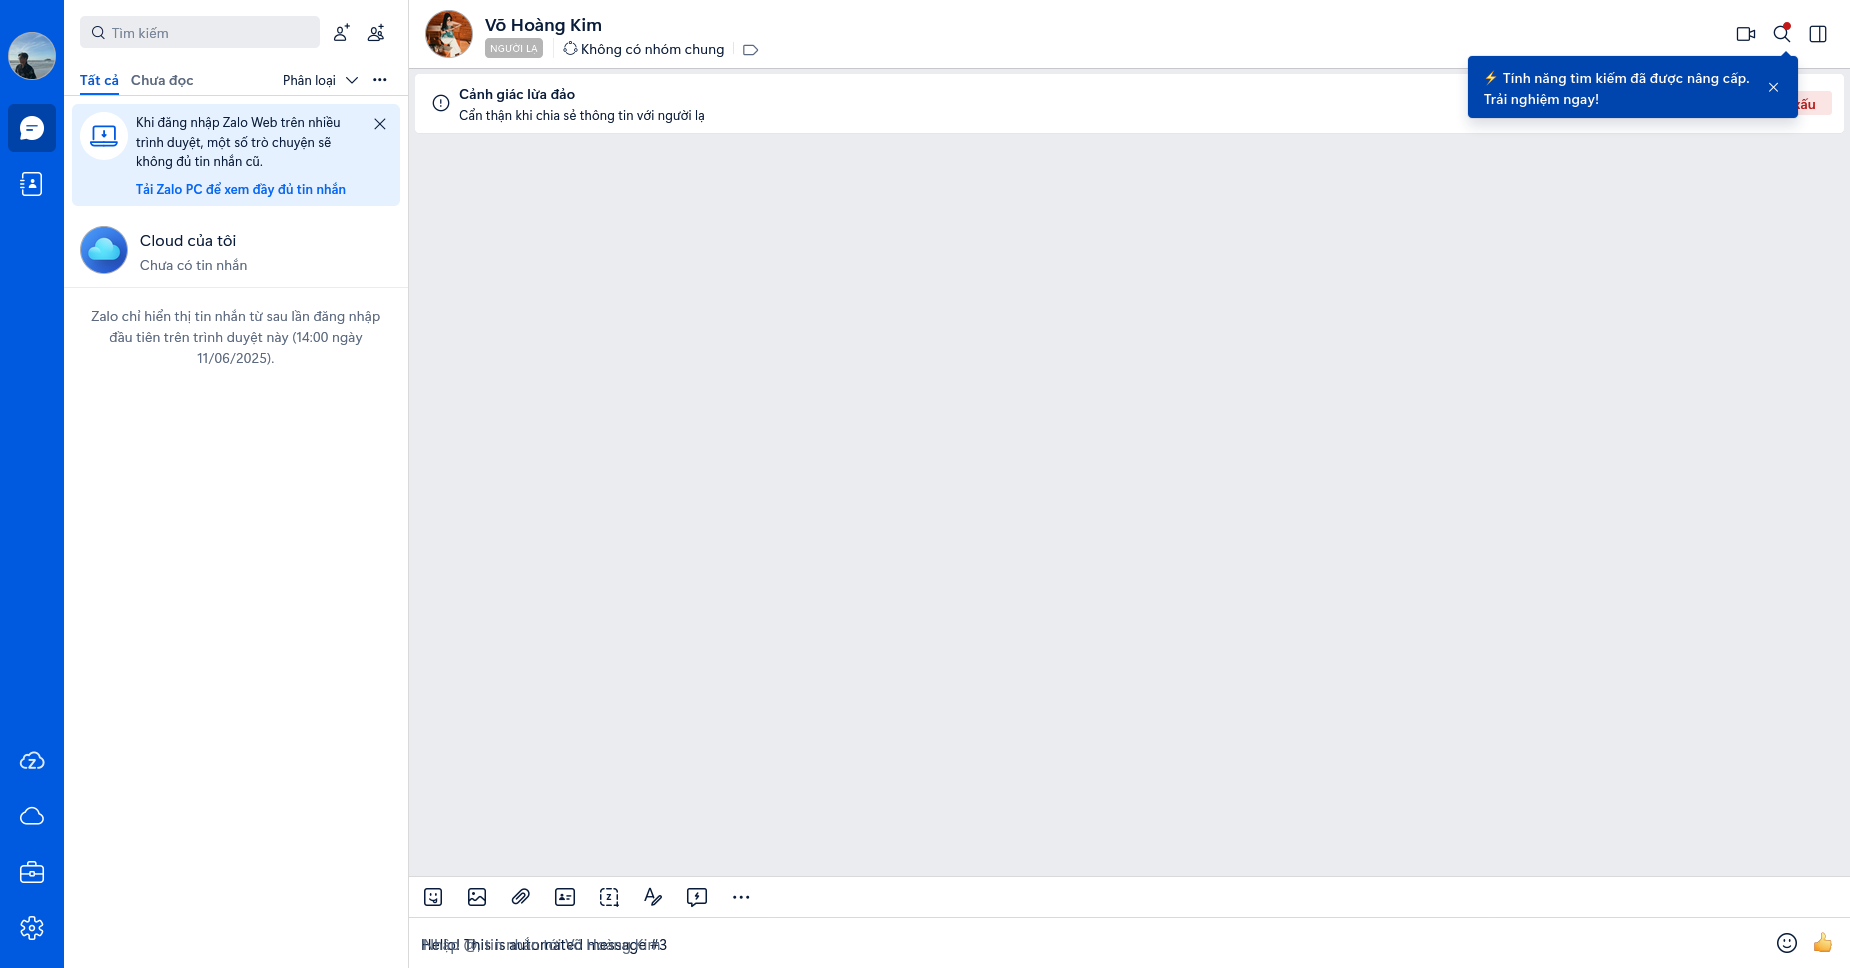 Tìm kiếm
Tất cả
Chưa đọc
Phân loại
Khi đăng nhập Zalo Web trên nhiều
trình duyệt, một số trò chuyện sẽ
không đủ tin nhắn cũ.
Tải Zalo PC để xem đầy đủ tin nhắn
Cloud của tôi
Chưa có tin nhắn
Zalo chỉ hiển thị tin nhắn từ sau lần đăng nhập
đầu tiên trên trình duyệt này (14:00 ngày
11/06/2025).
Võ Hoàng Kim
NGƯỜI LẠ
Không có nhóm chung
⚡ Tính năng tìm kiếm đã được nâng cấp.
Trải nghiệm ngay!
Cảnh giác lừa đảo
Cẩn thận khi chia sẻ thông tin với người lạ
Hello! This is automated message #3